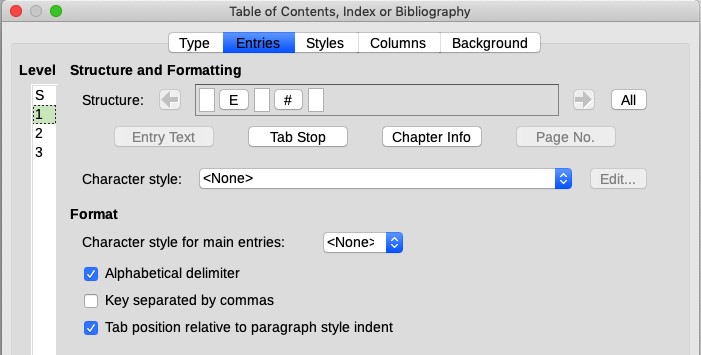 Table of Contents, Index or Bibliography
Type Entries Styles Columns Background
Level Structure and Formatting
S
1
2
3
Structure: E # All
Entry Text Tab Stop Chapter Info Page No.
Character style: <None> Edit...
Format
Character style for main entries: <None>
Alphabetical delimiter
Key separated by commas
Tab position relative to paragraph style indent